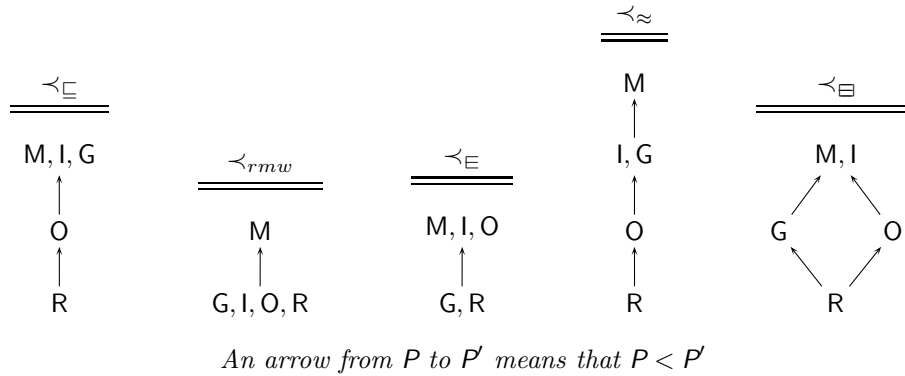 ≺⊑
M, I, G
O
R
≺rmw
M
G, I, O, R
≺⋿
M, I, O
G, R
≺≈
M
I, G
O
R
≺⊟
M, I
G O
R
An arrow from P to P′ means that P < P′